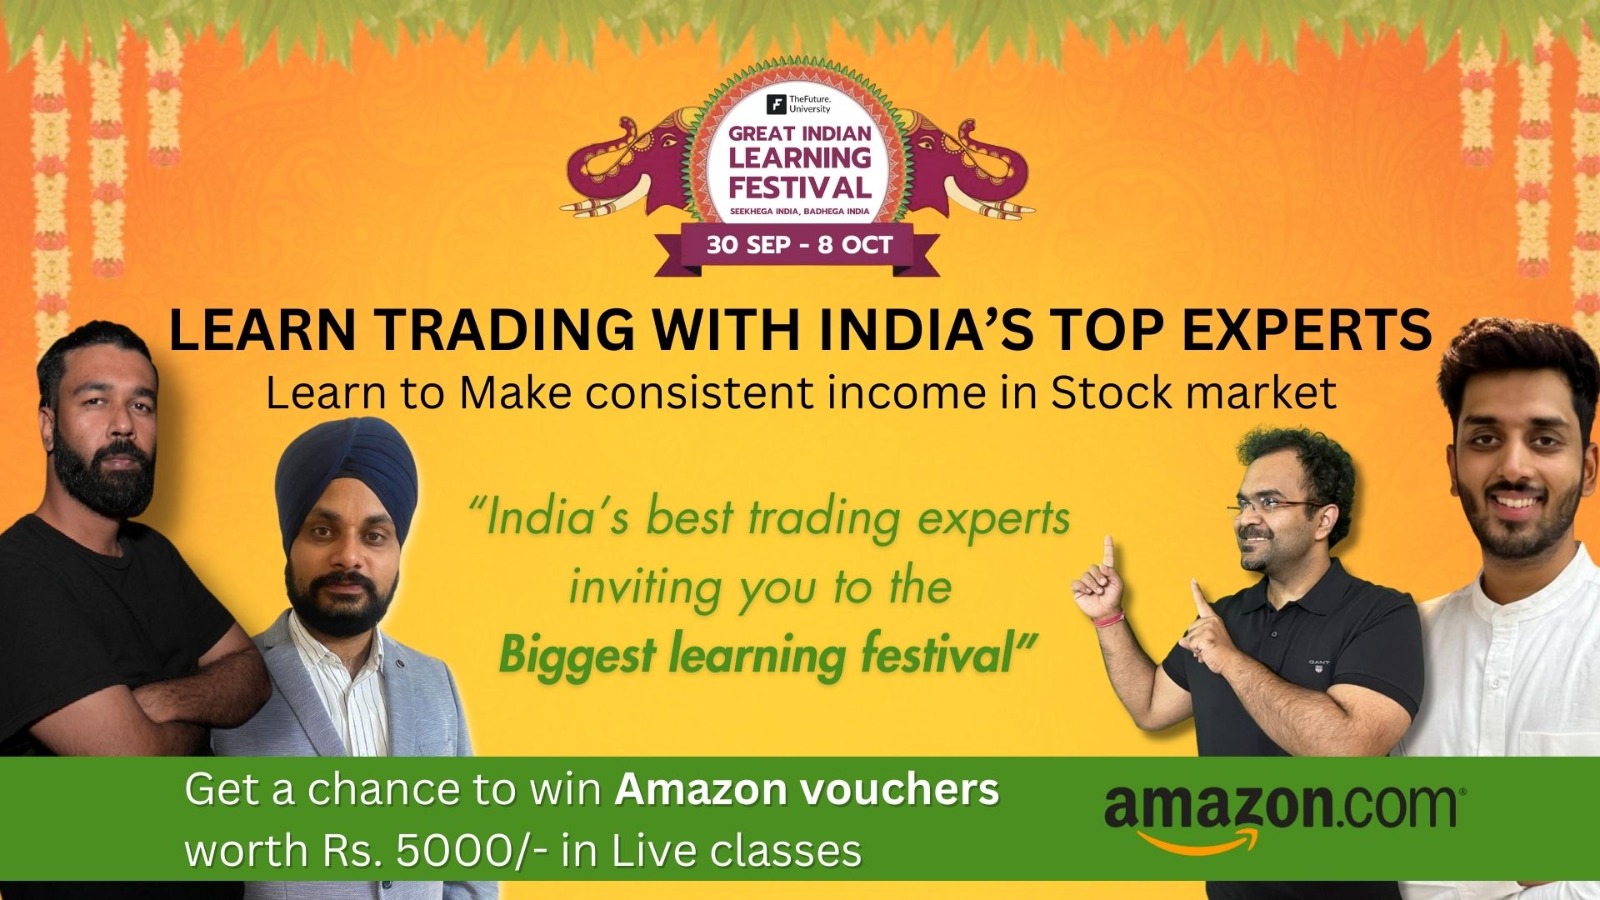 TheFuture.
University
GREAT INDIAN
LEARNING
FESTIVAL
SEEKHEGA INDIA, BADHEGA INDIA
30 SEP - 8 OCT
LEARN TRADING WITH INDIA’S TOP EXPERTS
Learn to Make consistent income in Stock market
“India’s best trading experts
inviting you to the
Biggest learning festival”
GANT
Get a chance to win Amazon vouchers
worth Rs. 5000/- in Live classes
amazon.com®